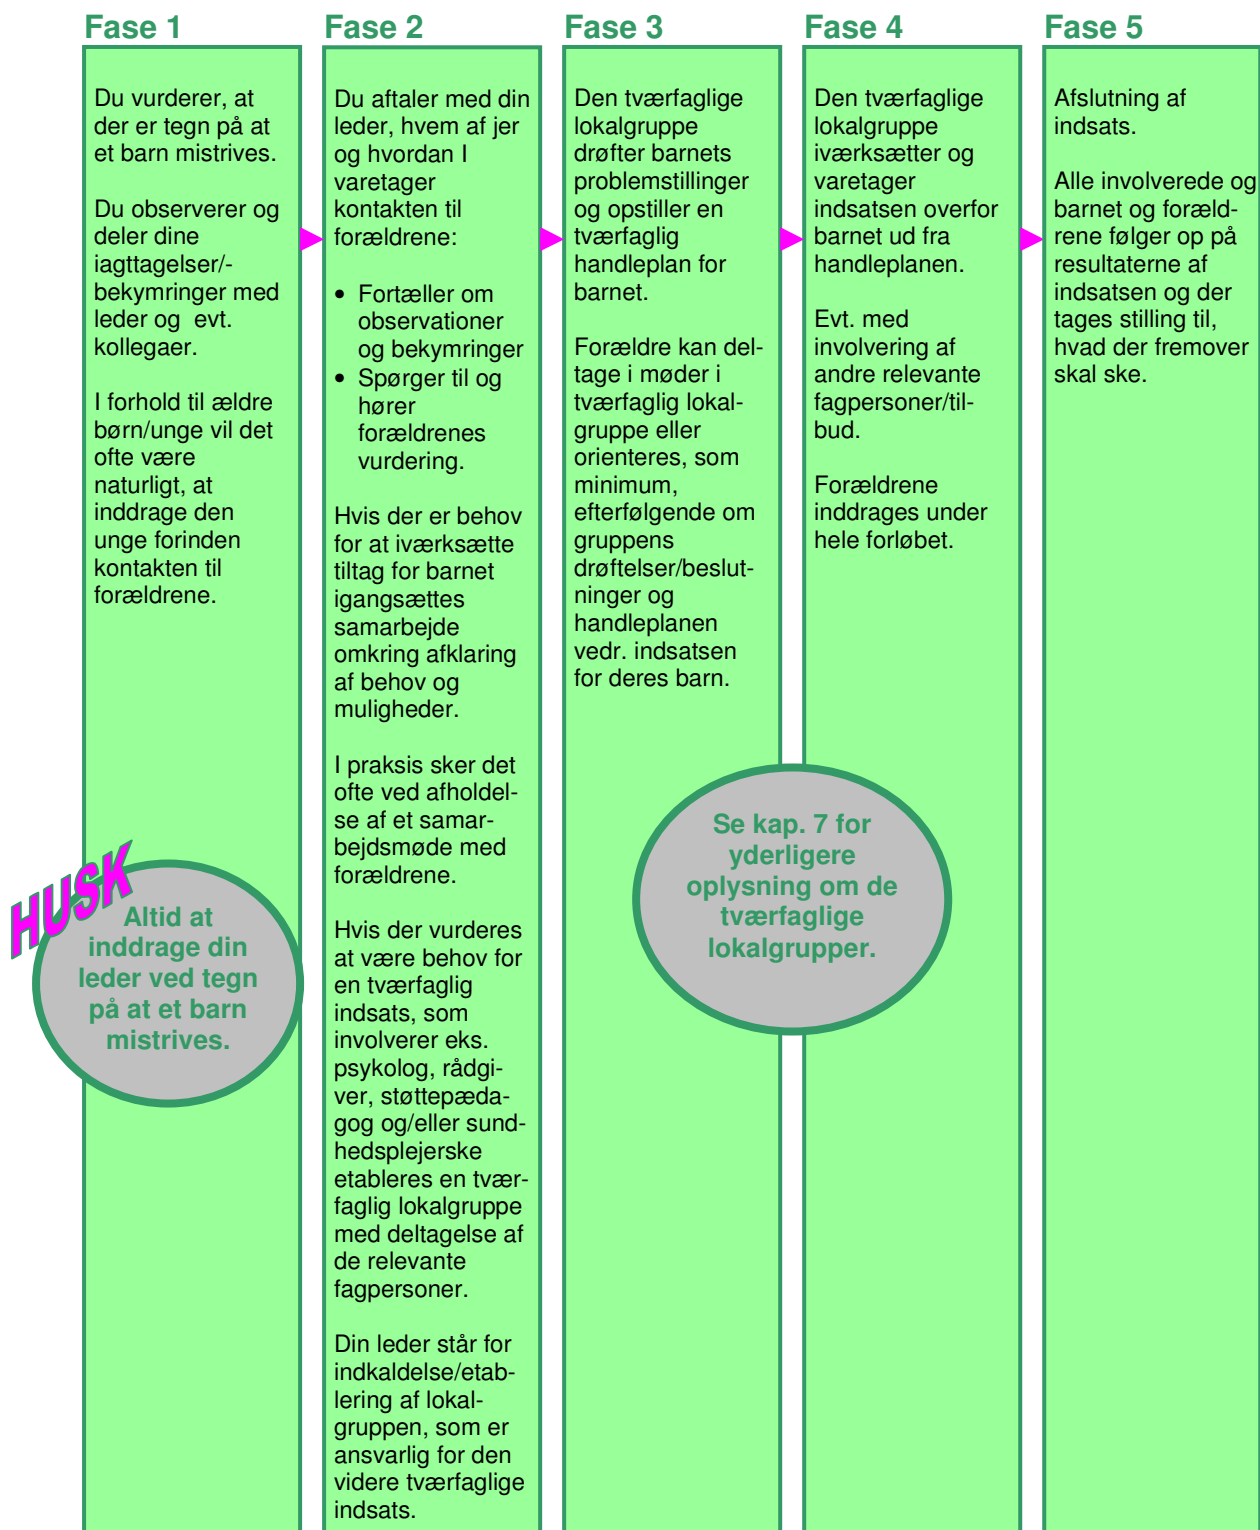 Fase 1
Du vurderer, at
der er tegn på at
et barn mistrives.
Du observerer og
deler dine
iagttagelser/-
bekymringer med
leder og evt.
kollegaer.
I forhold til ældre
børn/unge vil det
ofte være
naturligt, at
inddrage den
unge forinden
kontakten til
forældrene.
HUSK
Altid at
inddrage din
leder ved tegn
på at et barn
mistrives.
Fase 2
Du aftaler med din
leder, hvem af jer
og hvordan I
varetager
kontakten til
forældrene:
• Fortæller om
observationer
og bekymringer
• Spørger til og
hører
forældrenes
vurdering.
Hvis der er behov
for at iværksætte
tiltag for barnet
igangsættes
samarbejde
omkring afklaring
af behov og
muligheder.
I praksis sker det
ofte ved afholdel-
se af et samar-
bejdsmøde med
forældrene.
Hvis der vurderes
at være behov for
en tværfaglig
indsats, som
involverer eks.
psykolog, rådgi-
ver, støttepæda-
gog og/eller sund-
hedsplejerske
etableres en tvær-
faglig lokalgruppe
med deltagelse af
de relevante
fagpersoner.
Din leder står for
indkaldelse/etab-
lering af lokal-
gruppen, som er
ansvarlig for den
videre tværfaglige
indsats.
Fase 3
Den tværfaglige
lokalgruppe
drøfter barnets
problemstillinger
og opstiller en
tværfaglig
handleplan for
barnet.
Forældre kan del-
tage i møder i
tværfaglig lokal-
gruppe eller
orienteres, som
minimum,
efterfølgende om
gruppens
drøftelser/beslut-
ninger og
handleplanen
vedr. indsatsen
for deres barn.
Fase 4
Den tværfaglige
lokalgruppe
iværksætter og
varetager
indsatsen overfor
barnet ud fra
handleplanen.
Evt. med
involvering af
andre relevante
fagpersoner/til-
bud.
Forældrene
inddrages under
hele forløbet.
Se kap. 7 for
yderligere
oplysning om de
tværfaglige
lokalgrupper.
Fase 5
Afslutning af
indsats.
Alle involverede og
barnet og foræld-
rene følger op på
resultaterne af
indsatsen og der
tages stilling til,
hvad der fremover
skal ske.